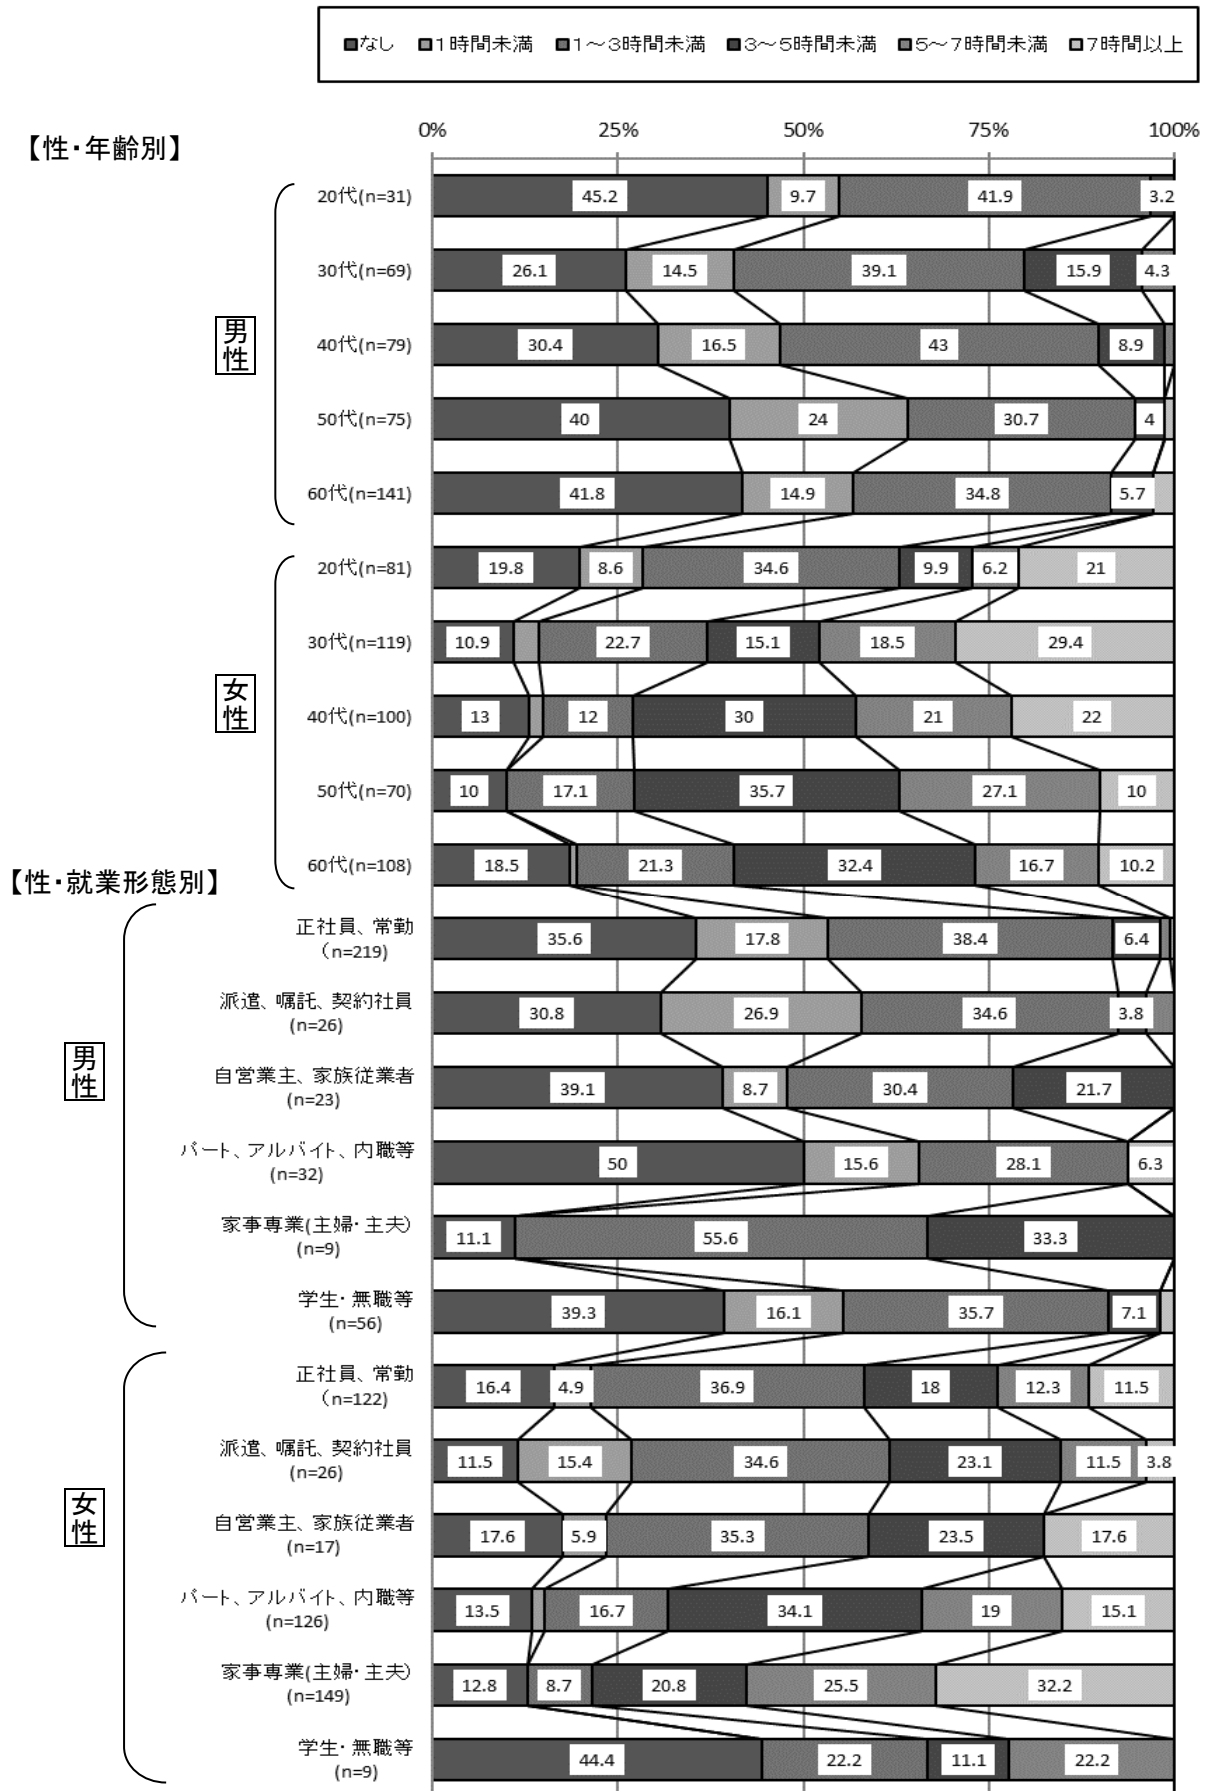 ■なし ■1時間未満 ■1～3時間未満 ■3～5時間未満 ■5～7時間未満 □7時間以上
0% 25% 50% 75% 100%
【性・年齢別】
20代(n=31) 45.2 9.7 41.9 3.2
30代(n=69) 26.1 14.5 39.1 15.9 4.3
男性
40代(n=79) 30.4 16.5 43 8.9
50代(n=75) 40 24 30.7 4
60代(n=141) 41.8 14.9 34.8 5.7
20代(n=81) 19.8 8.6 34.6 9.9 6.2 21
30代(n=119) 10.9 22.7 15.1 18.5 29.4
女性
40代(n=100) 13 12 30 21 22
50代(n=70) 10 17.1 35.7 27.1 10
60代(n=108) 18.5 21.3 32.4 16.7 10.2
【性・就業形態別】
正社員、常勤
（n=219) 35.6 17.8 38.4 6.4
派遣、嘱託、契約社員
(n=26) 30.8 26.9 34.6 3.8
男性
自営業主、家族従業者
(n=23) 39.1 8.7 30.4 21.7
パート、アルバイト、内職等
(n=32) 50 15.6 28.1 6.3
家事専業(主婦・主夫)
(n=9) 11.1 55.6 33.3
学生・無職等
(n=56) 39.3 16.1 35.7 7.1
正社員、常勤
（n=122) 16.4 4.9 36.9 18 12.3 11.5
派遣、嘱託、契約社員
(n=26) 11.5 15.4 34.6 23.1 11.5 3.8
女性
自営業主、家族従業者
(n=17) 17.6 5.9 35.3 23.5 17.6
パート、アルバイト、内職等
(n=126) 13.5 16.7 34.1 19 15.1
家事専業(主婦・主夫)
(n=149) 12.8 8.7 20.8 25.5 32.2
学生・無職等
(n=9) 44.4 22.2 11.1 22.2